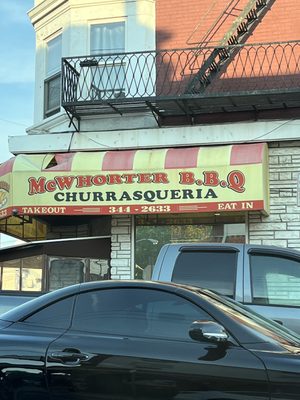 McWHORTER B.B.Q
CHURRASQUERIA
TAKEOUT 344-2633 EAT IN